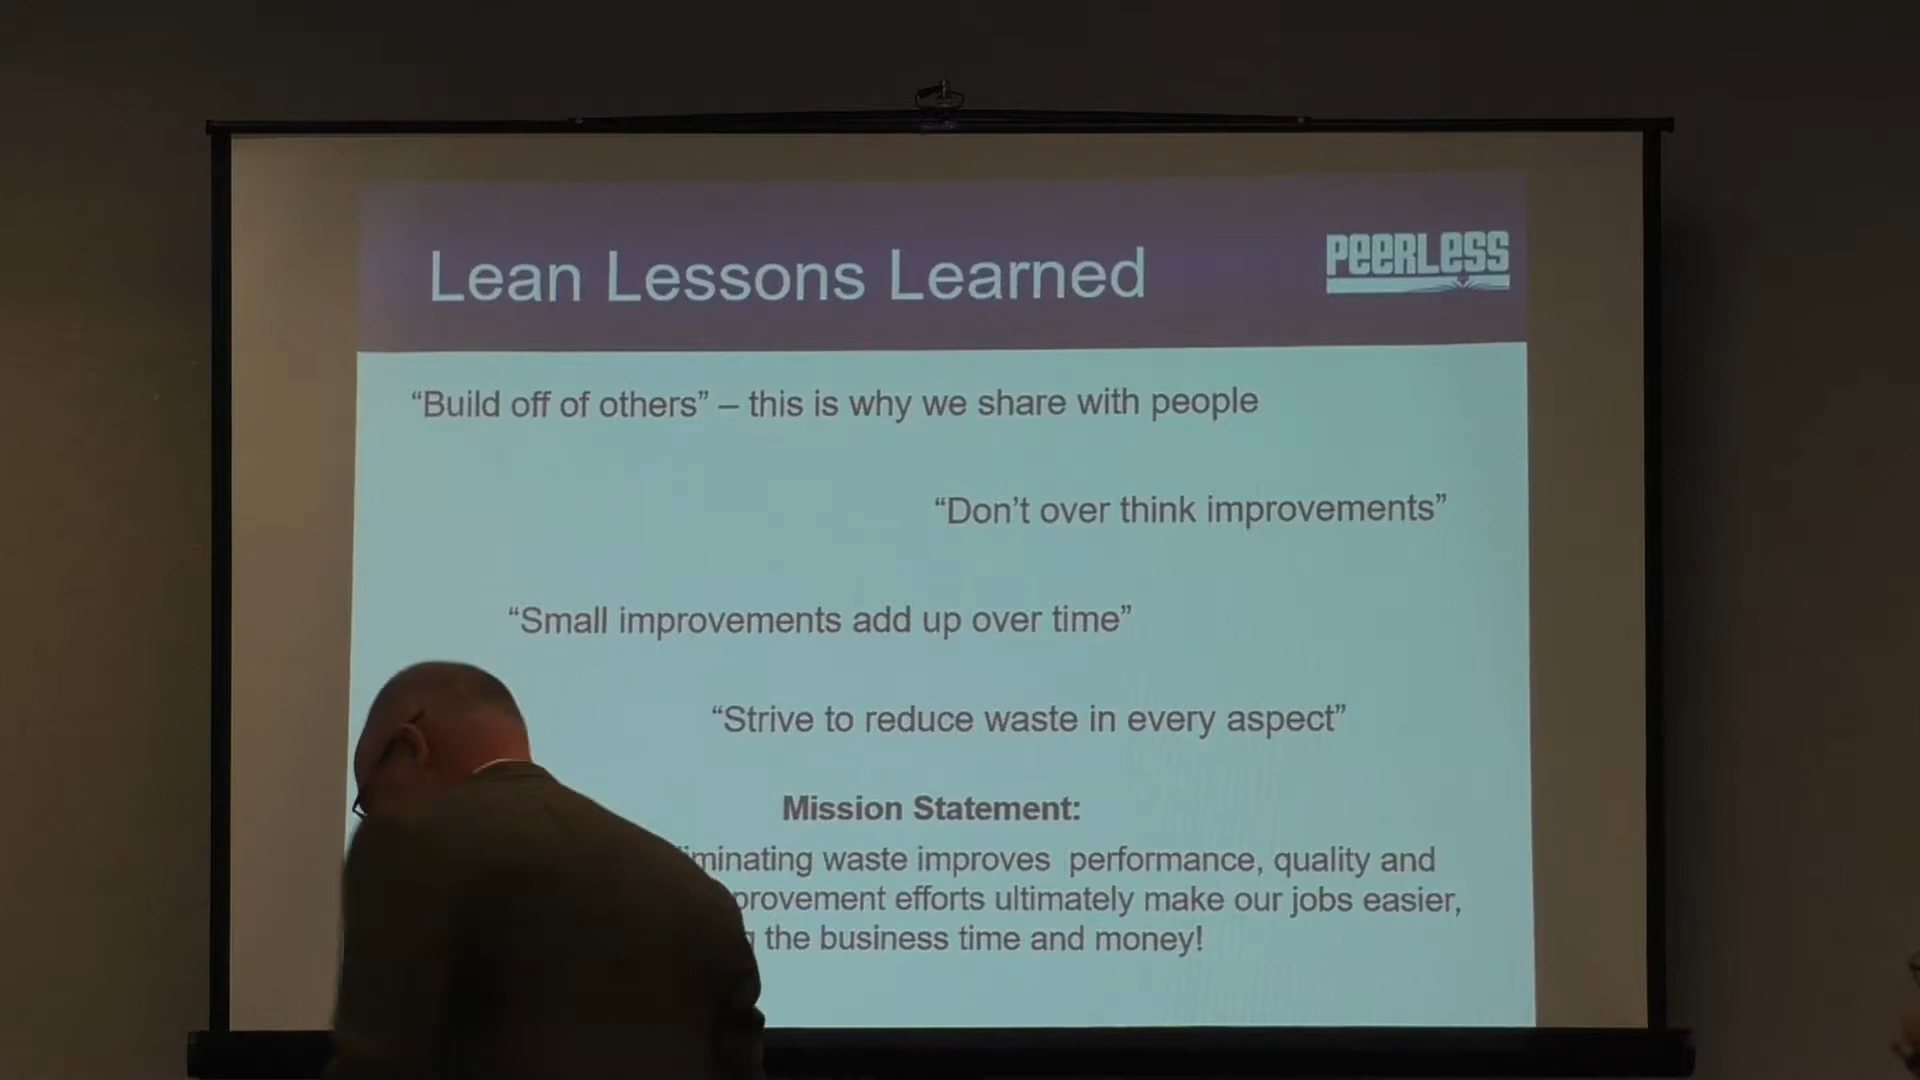 Lean Lessons Learned
PEERLESS
“Build off of others” – this is why we share with people
“Don’t over think improvements”
“Small improvements add up over time”
“Strive to reduce waste in every aspect”
Mission Statement:
waste improves performance, quality and
efforts ultimately make our jobs easier,
the business time and money!